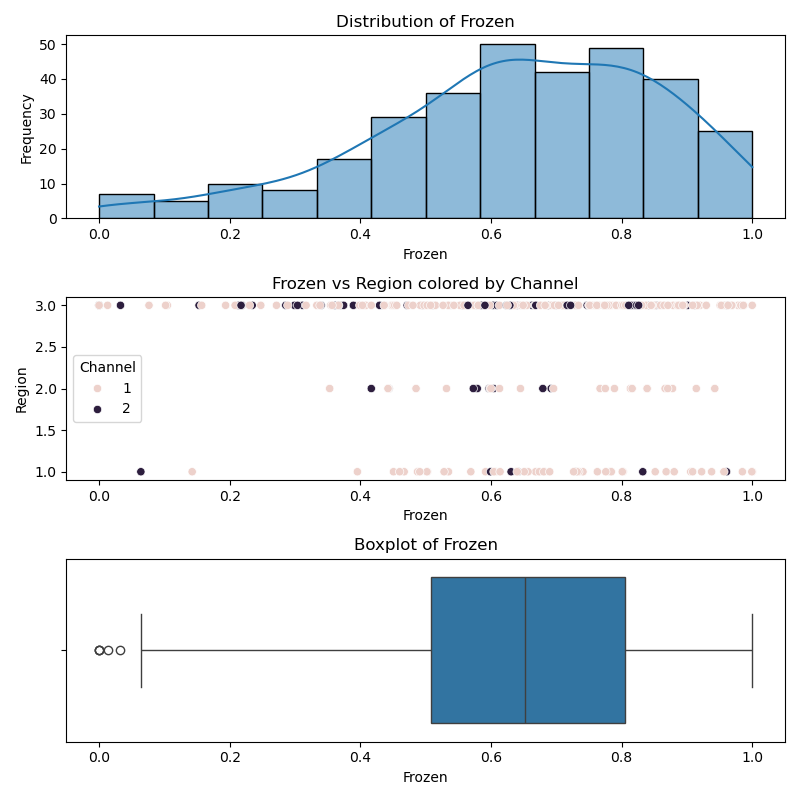 Distribution of Frozen
50
40
30
20
10
0
Frequency
0.0 0.2 0.4 0.6 0.8 1.0
Frozen
Frozen vs Region colored by Channel
3.0
2.5
2.0
1.5
1.0
Region
Channel
1
2
0.0 0.2 0.4 0.6 0.8 1.0
Frozen
Boxplot of Frozen
0.0 0.2 0.4 0.6 0.8 1.0
Frozen